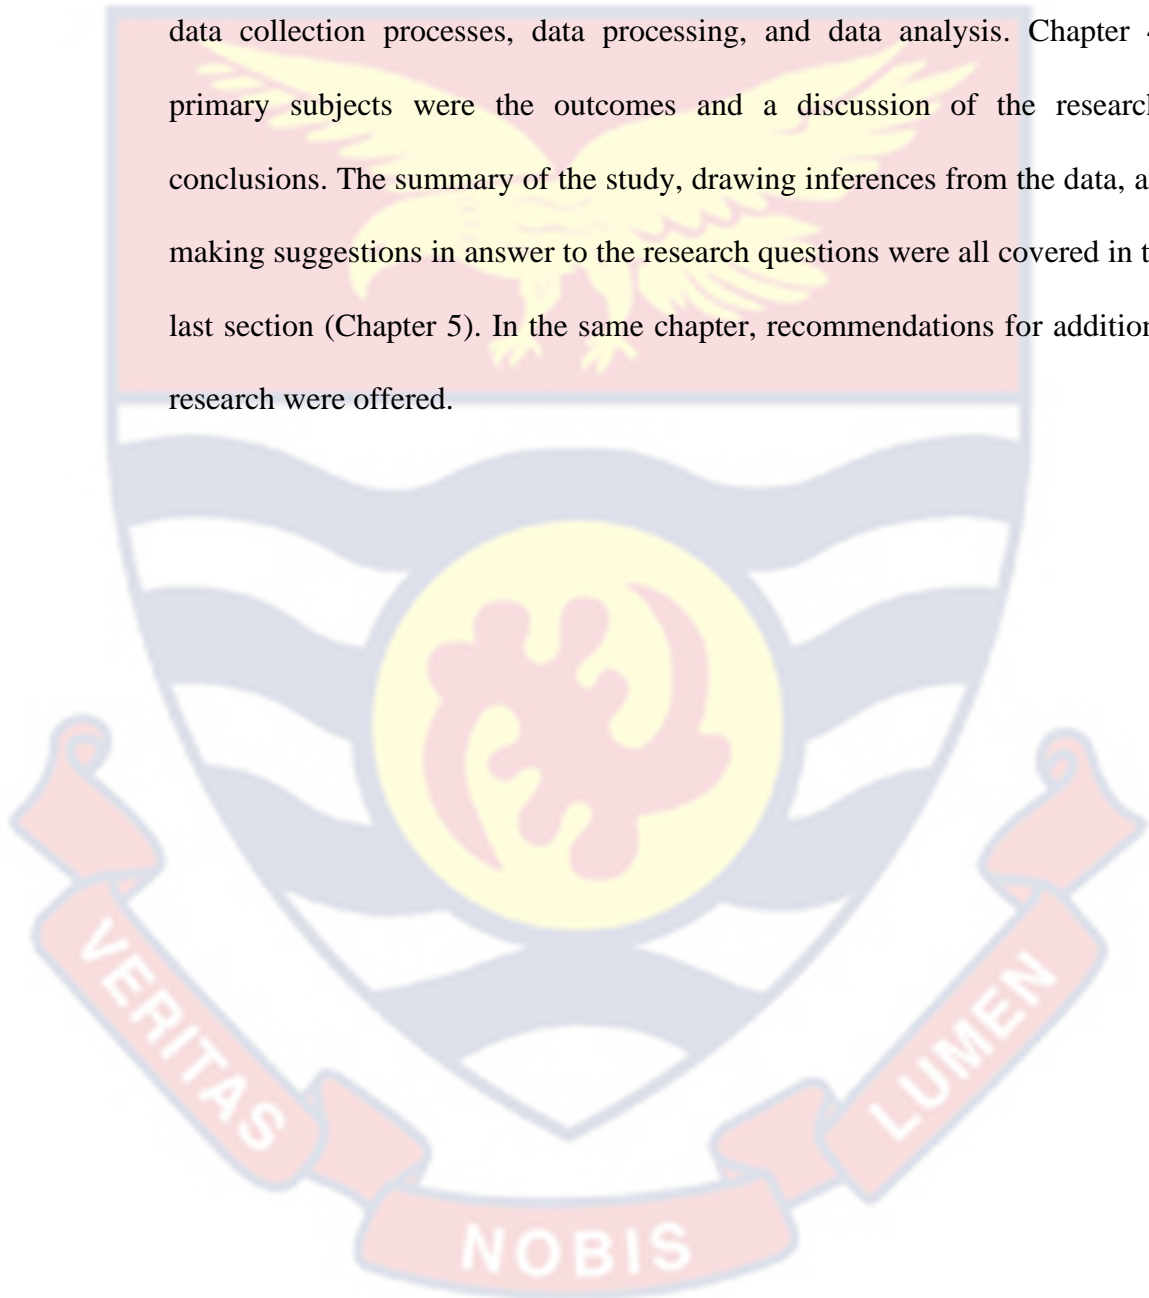 data collection processes, data processing, and data analysis. Chapter
primary subjects were the outcomes and a discussion of the research
conclusions. The summary of the study, drawing inferences from the data, a
making suggestions in answer to the research questions were all covered in t
last section (Chapter 5). In the same chapter, recommendations for addition
research were offered.
VERITAS
NOBIS
LUMEN